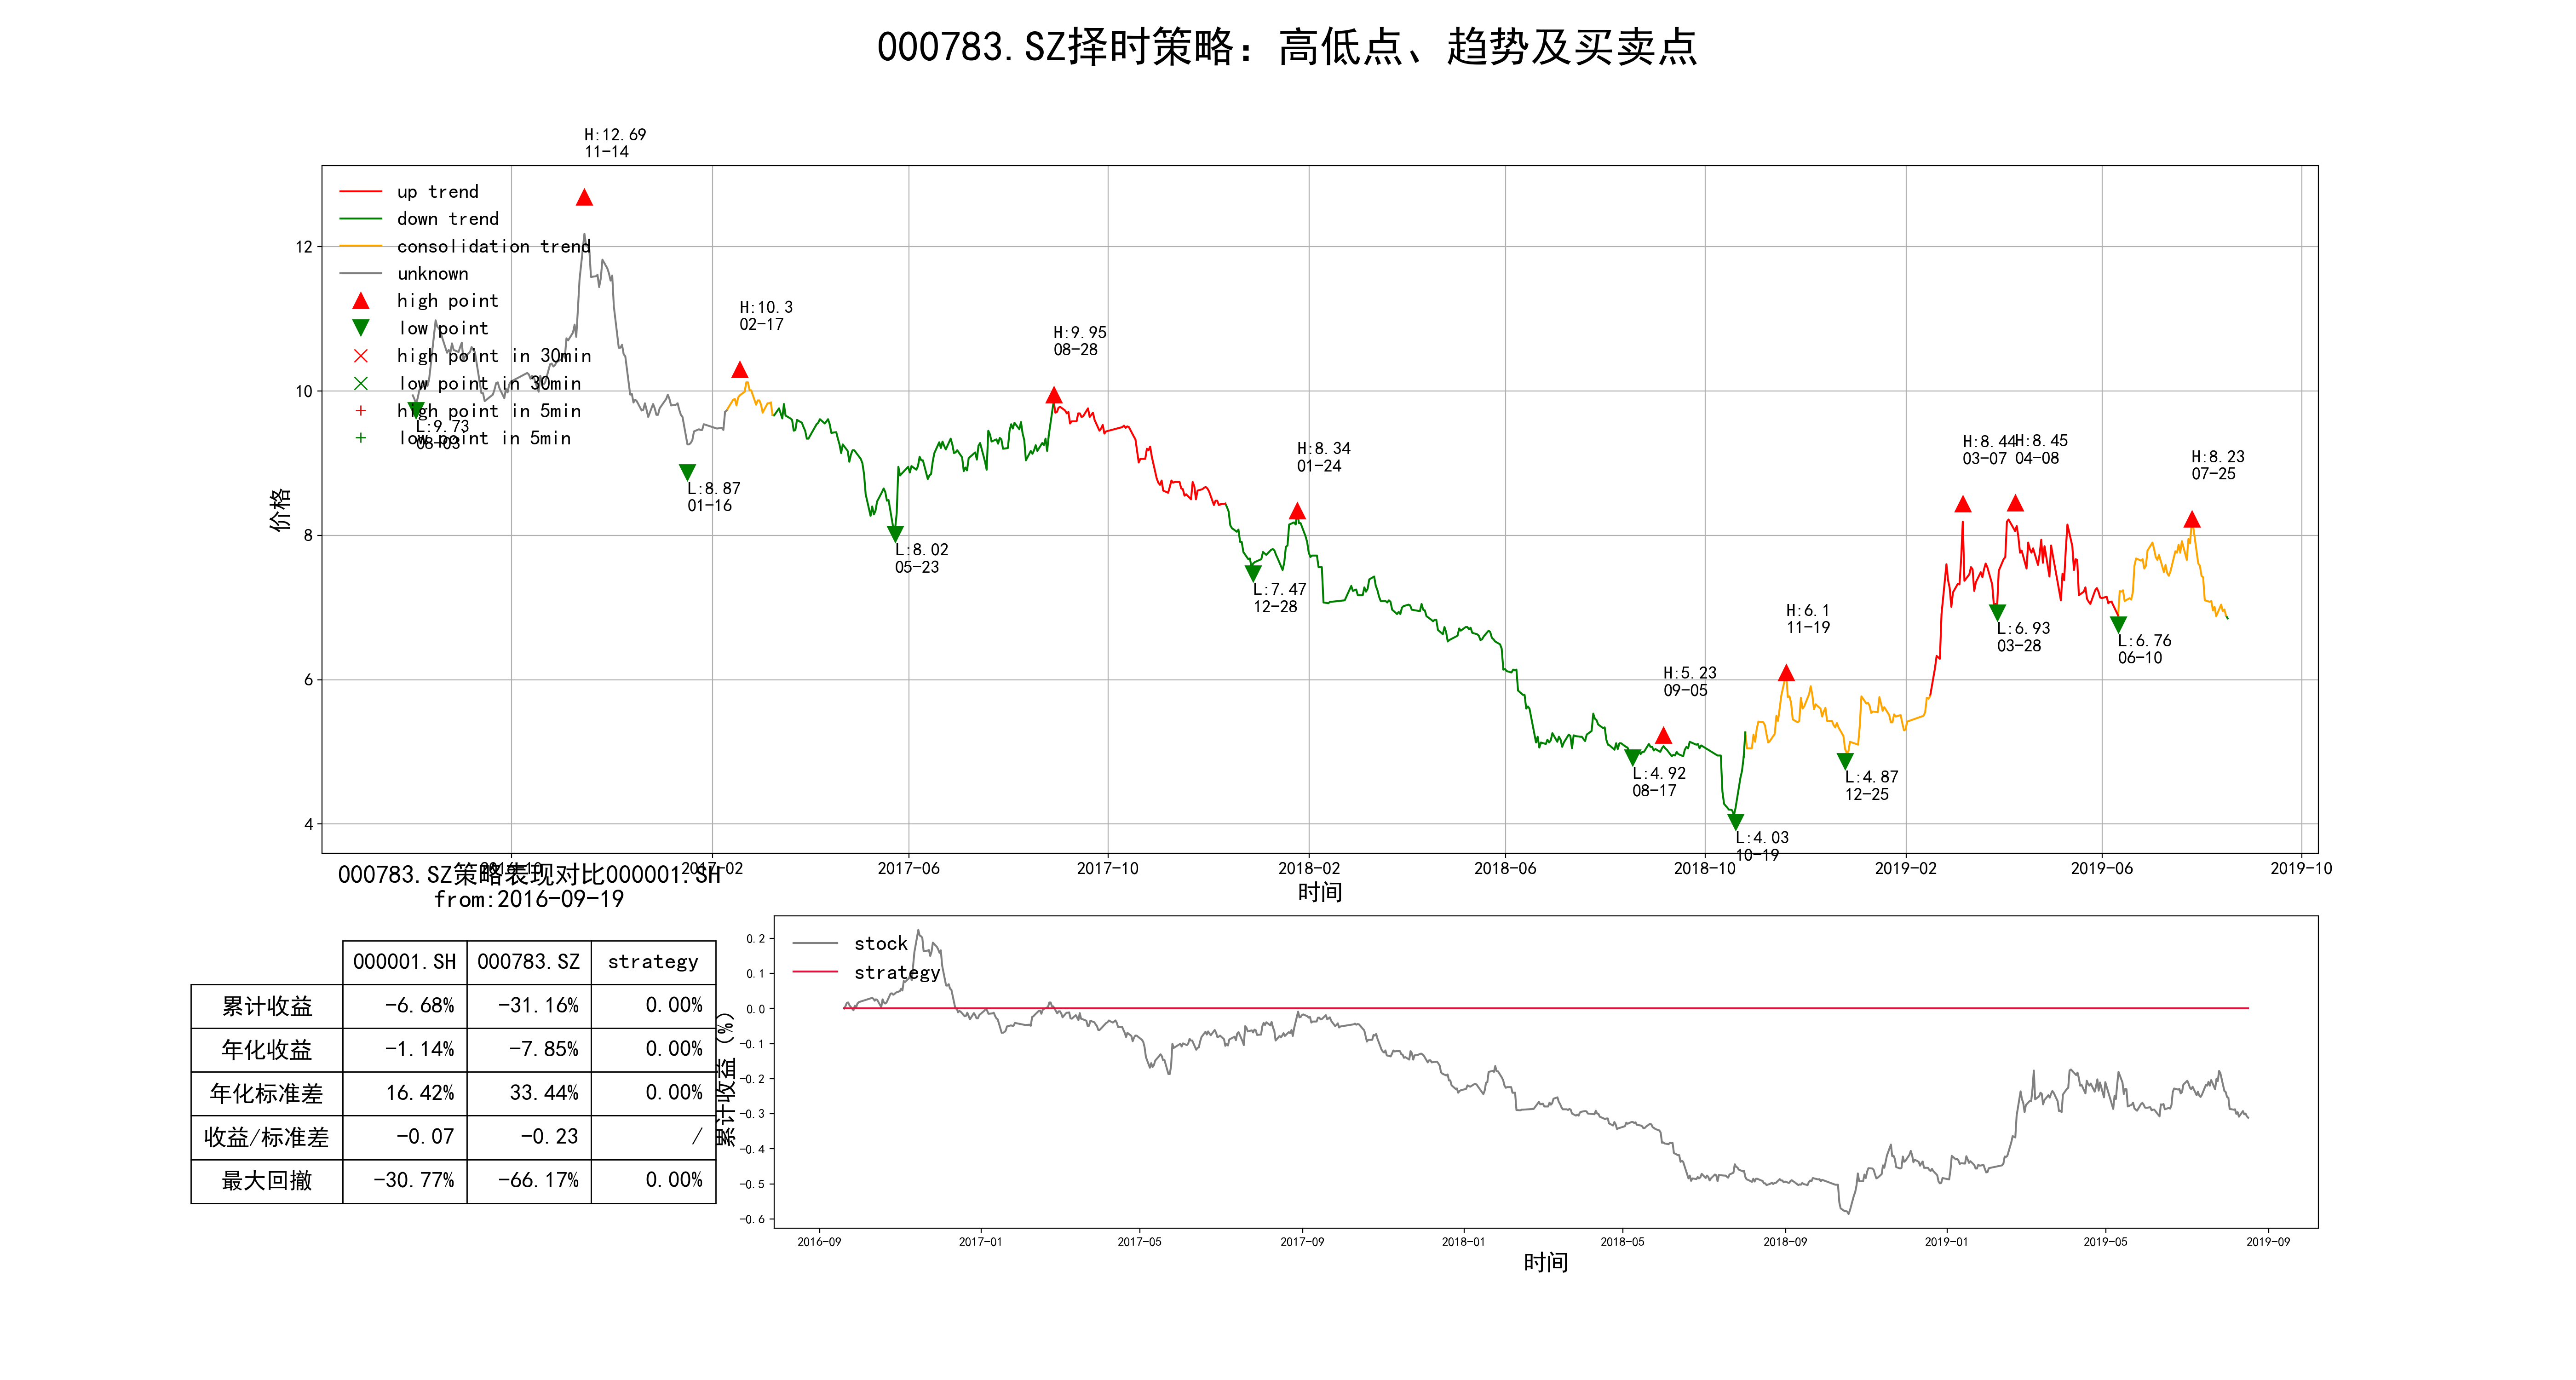 000783.SZ择时策略：高低点、趋势及买卖点
H:12.69
11-14
up trend
down trend
consolidation trend
unknown
high point
low point
high point in 30min
low point in 30min
high point in 5min
low point in 5min
L:9.73
08-03
L:8.87
01-16
H:10.3
02-17
L:8.02
05-23
H:9.95
08-28
L:7.47
12-28
H:8.34
01-24
L:4.92
08-17
H:5.23
09-05
L:4.03
10-19
H:6.1
11-19
L:4.87
12-25
H:8.44
03-07
L:6.93
03-28
H:8.45
04-08
L:6.76
06-10
H:8.23
07-25
12
10
8
6
4
价格
2016-10
2017-02
2017-06
2017-10
2018-02
2018-06
2018-10
2019-02
2019-06
2019-10
时间
000783.SZ策略表现对比000001.SH
from:2016-09-19
000001.SH 000783.SZ strategy
累计收益 -6.68% -31.16% 0.00%
年化收益 -1.14% -7.85% 0.00%
年化标准差 16.42% 33.44% 0.00%
收益/标准差 -0.07 -0.23 /
最大回撤 -30.77% -66.17% 0.00%
stock
strategy
0.2
0.1
0.0
-0.1
-0.2
-0.3
-0.4
-0.5
-0.6
累计收益（%）
2016-09
2017-01
2017-05
2017-09
2018-01
2018-05
2018-09
2019-01
2019-05
2019-09
时间